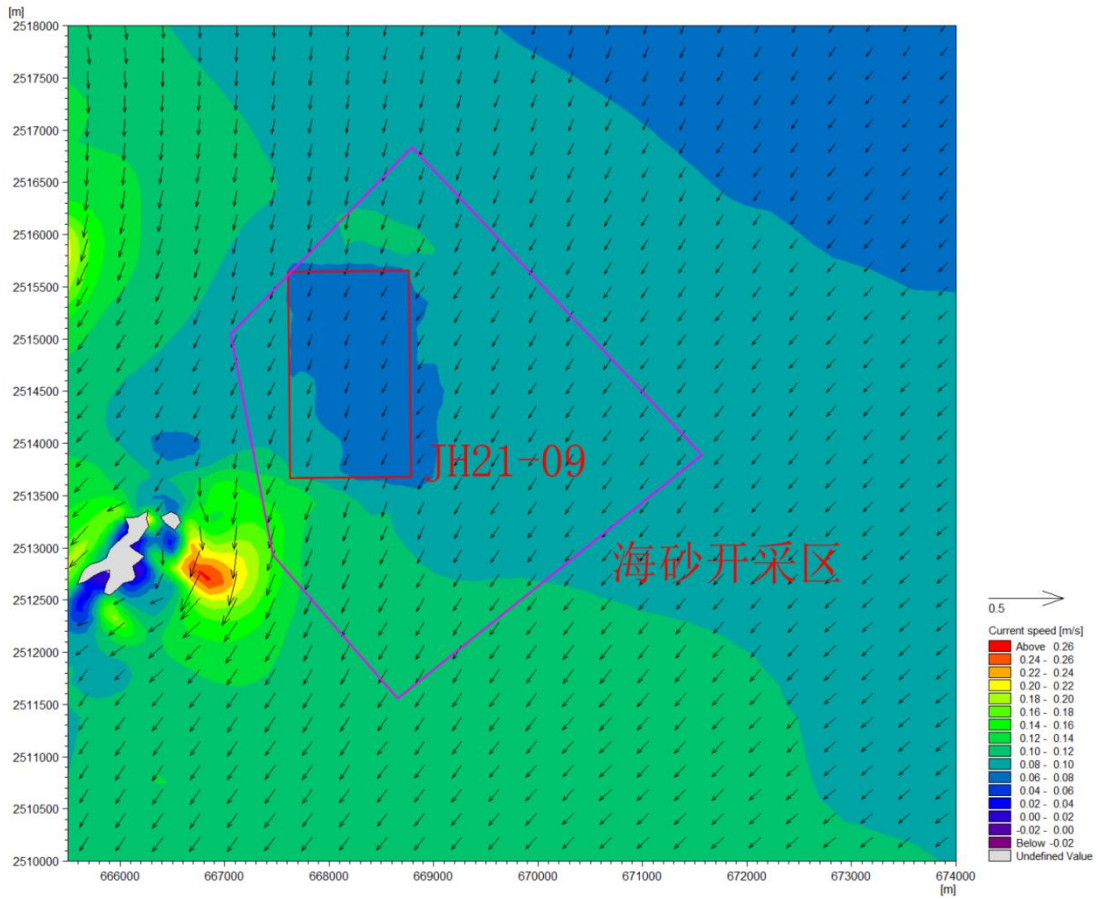 [m]
2518000
2517500
2517000
2516500
2516000
2515500
2515000
2514500
2514000
JH21-09
2513500
2513000
海砂开采区
2512500
2512000
2511500
2511000
2510500
2510000
666000 667000 668000 669000 670000 671000 672000 673000 674000
[m]
0.5
Current speed [m/s]
Above 0.26
0.24 - 0.26
0.22 - 0.24
0.20 - 0.22
0.18 - 0.20
0.16 - 0.18
0.14 - 0.16
0.12 - 0.14
0.10 - 0.12
0.08 - 0.10
0.06 - 0.08
0.04 - 0.06
0.02 - 0.04
0.00 - 0.02
-0.02 - 0.00
Below -0.02
Undefined Value